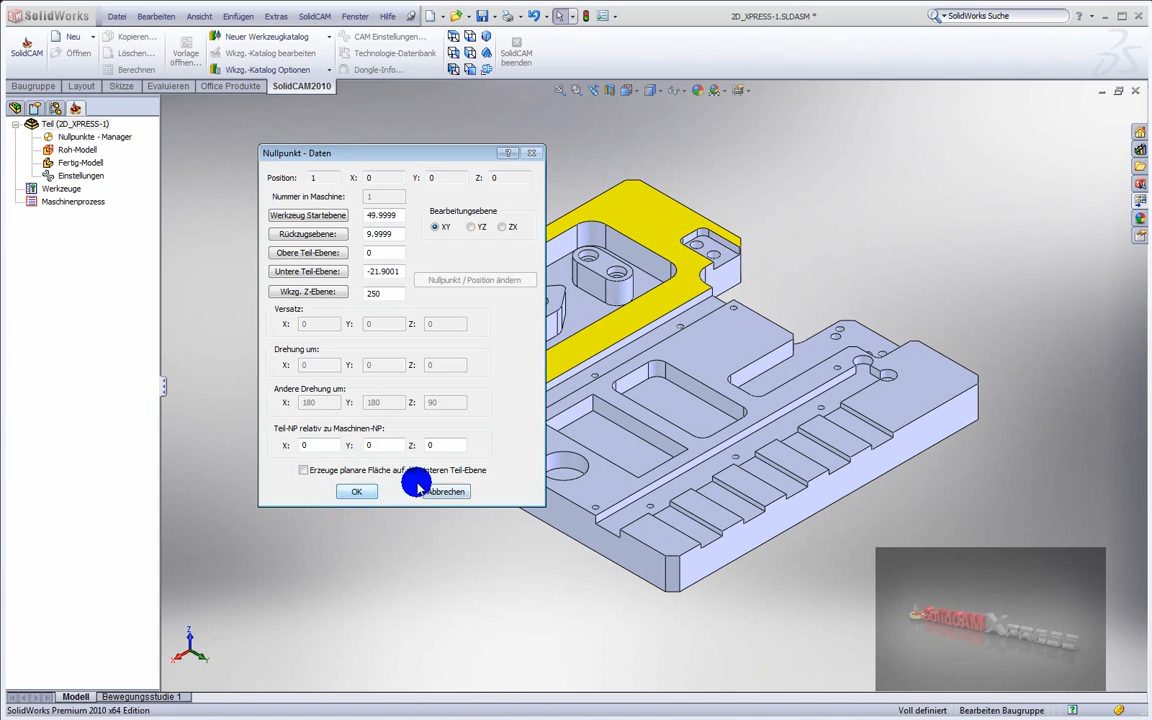 SolidWorks
Datei Bearbeiten Ansicht Einfügen Extras SolidCAM Fenster Hilfe
2D_XPRESS-1.SLDASM *
SolidWorks Suche
SolidCAM
Neu
Öffnen
Kopieren...
Löschen...
Berechnen
Vorlage öffnen...
Neuer Werkzeugkatalog
Wkzg.-Katalog bearbeiten
Wkzg.-Katalog Optionen
CAM Einstellungen...
Technologie-Datenbank
Dongle-Info...
SolidCAM beenden
Baugruppe Layout Skizze Evaluieren Office Produkte SolidCAM2010
Teil (2D_XPRESS-1)
Nullpunkte - Manager
Roh-Modell
Fertig-Modell
Einstellungen
Werkzeuge
Maschinenprozess
Nullpunkt - Daten
Position: 1 X: 0 Y: 0 Z: 0
Nummer in Maschine: 1
Werkzeug Startebene 49.9999
Rückzugsebene: 9.9999
Obere Teil-Ebene: 0
Untere Teil-Ebene: -21.9001
Wkzg. Z-Ebene: 250
Bearbeitungsebene
XY YZ ZX
Nullpunkt / Position ändern
Versatz:
X: 0 Y: 0 Z: 0
Drehung um:
X: 0 Y: 0 Z: 0
Andere Drehung um:
X: 180 Y: 180 Z: 90
Teil-NP relativ zu Maschinen-NP:
X: 0 Y: 0 Z: 0
Erzeuge planare Fläche auf Teil-Ebene
OK Abbrechen
SolidCAM Xpress
Z
X Y
Modell Bewegungsstudie 1
SolidWorks Premium 2010 x64 Edition
Voll definiert Bearbeiten Baugruppe